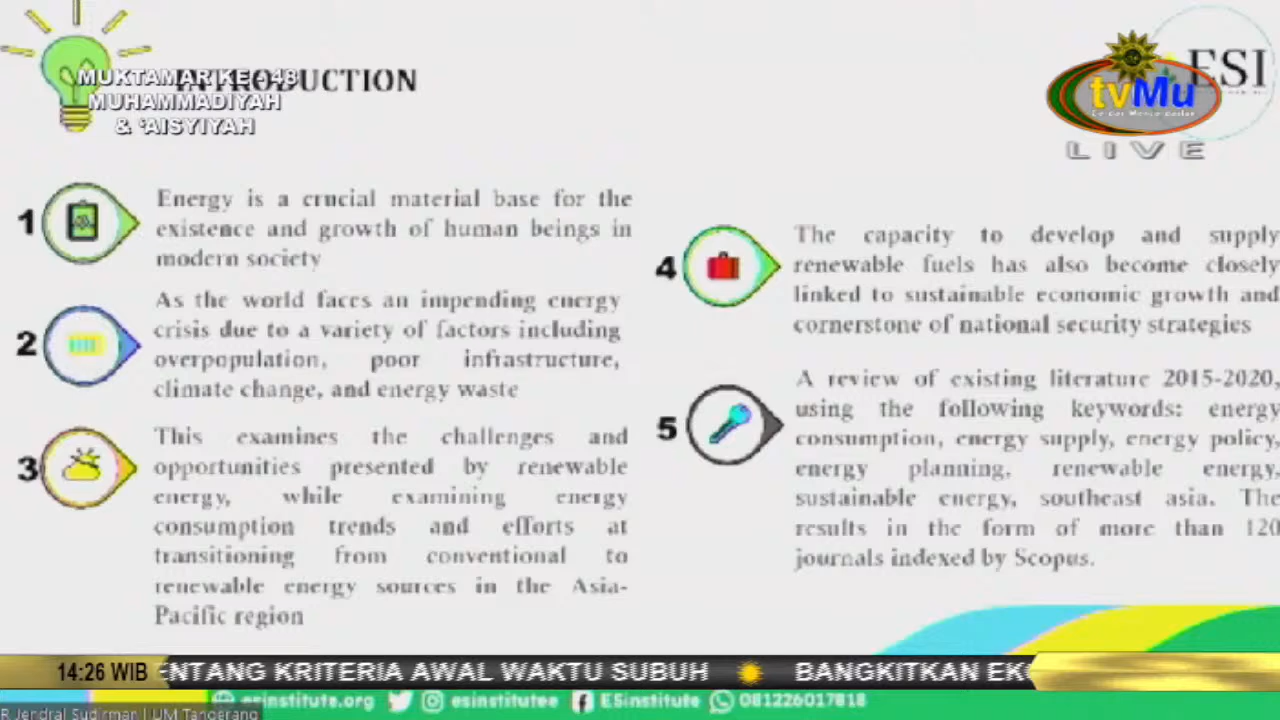 INTRODUCTION
MUKTAMAR KE - 48
MUHAMMADIYAH
& 'AISYIYAH
ESI
tvMu
LIVE
1
Energy is a crucial material base for the
existence and growth of human beings in
modern society
2
As the world faces an impending energy
crisis due to a variety of factors including
overpopulation, poor infrastructure,
climate change, and energy waste
3
This examines the challenges and
opportunities presented by renewable
energy, while examining energy
consumption trends and efforts at
transitioning from conventional to
renewable energy sources in the Asia-
Pacific region
4
The capacity to develop and supply
renewable fuels has also become closely
linked to sustainable economic growth and
cornerstone of national security strategies
5
A review of existing literature 2015-2020,
using the following keywords: energy
consumption, energy supply, energy policy,
energy planning, renewable energy,
sustainable energy, southeast asia. The
results in the form of more than 120
journals indexed by Scopus.
14:26 WIB
ENTANG KRITERIA AWAL WAKTU SUBUH BANGKITKAN EK
esinstitute.org esinstitutee ESinstitute 081226017818
R Jendral Sudirman | UM Tangerang